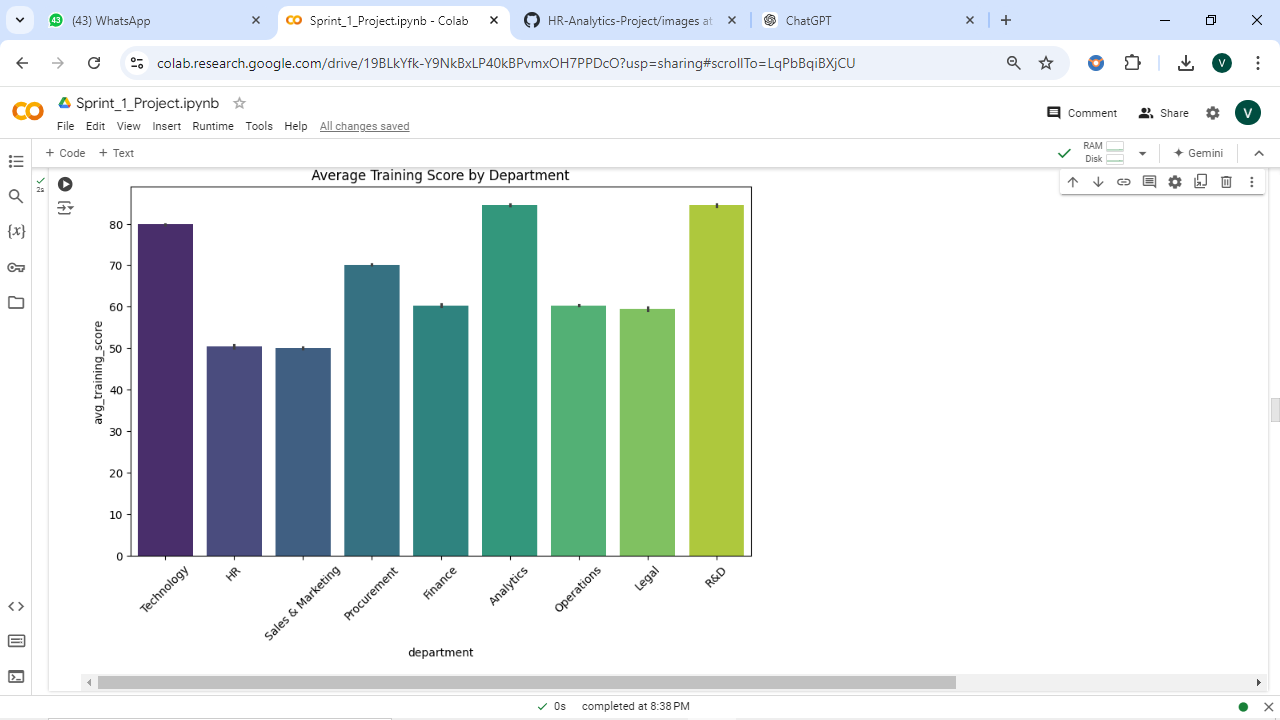 (43) WhatsApp
Sprint_1_Project.ipynb - Colab
HR-Analytics-Project/images at
ChatGPT
colab.research.google.com/drive/19BLkYfk-Y9NkBxLP40kBPvmxOH7PPDcO?usp=sharing#scrollTo=LqPbBqiBXjCU
V
CO
Sprint_1_Project.ipynb
Comment
Share
V
File Edit View Insert Runtime Tools Help All changes saved
+ Code + Text
RAM
Disk
Gemini
2s
{x}
Average Training Score by Department
80
70
60
50
40
30
20
10
0
avg_training_score
Technology
HR
Sales & Marketing
Procurement
Finance
Analytics
Operations
Legal
R&D
department
0s completed at 8:38 PM